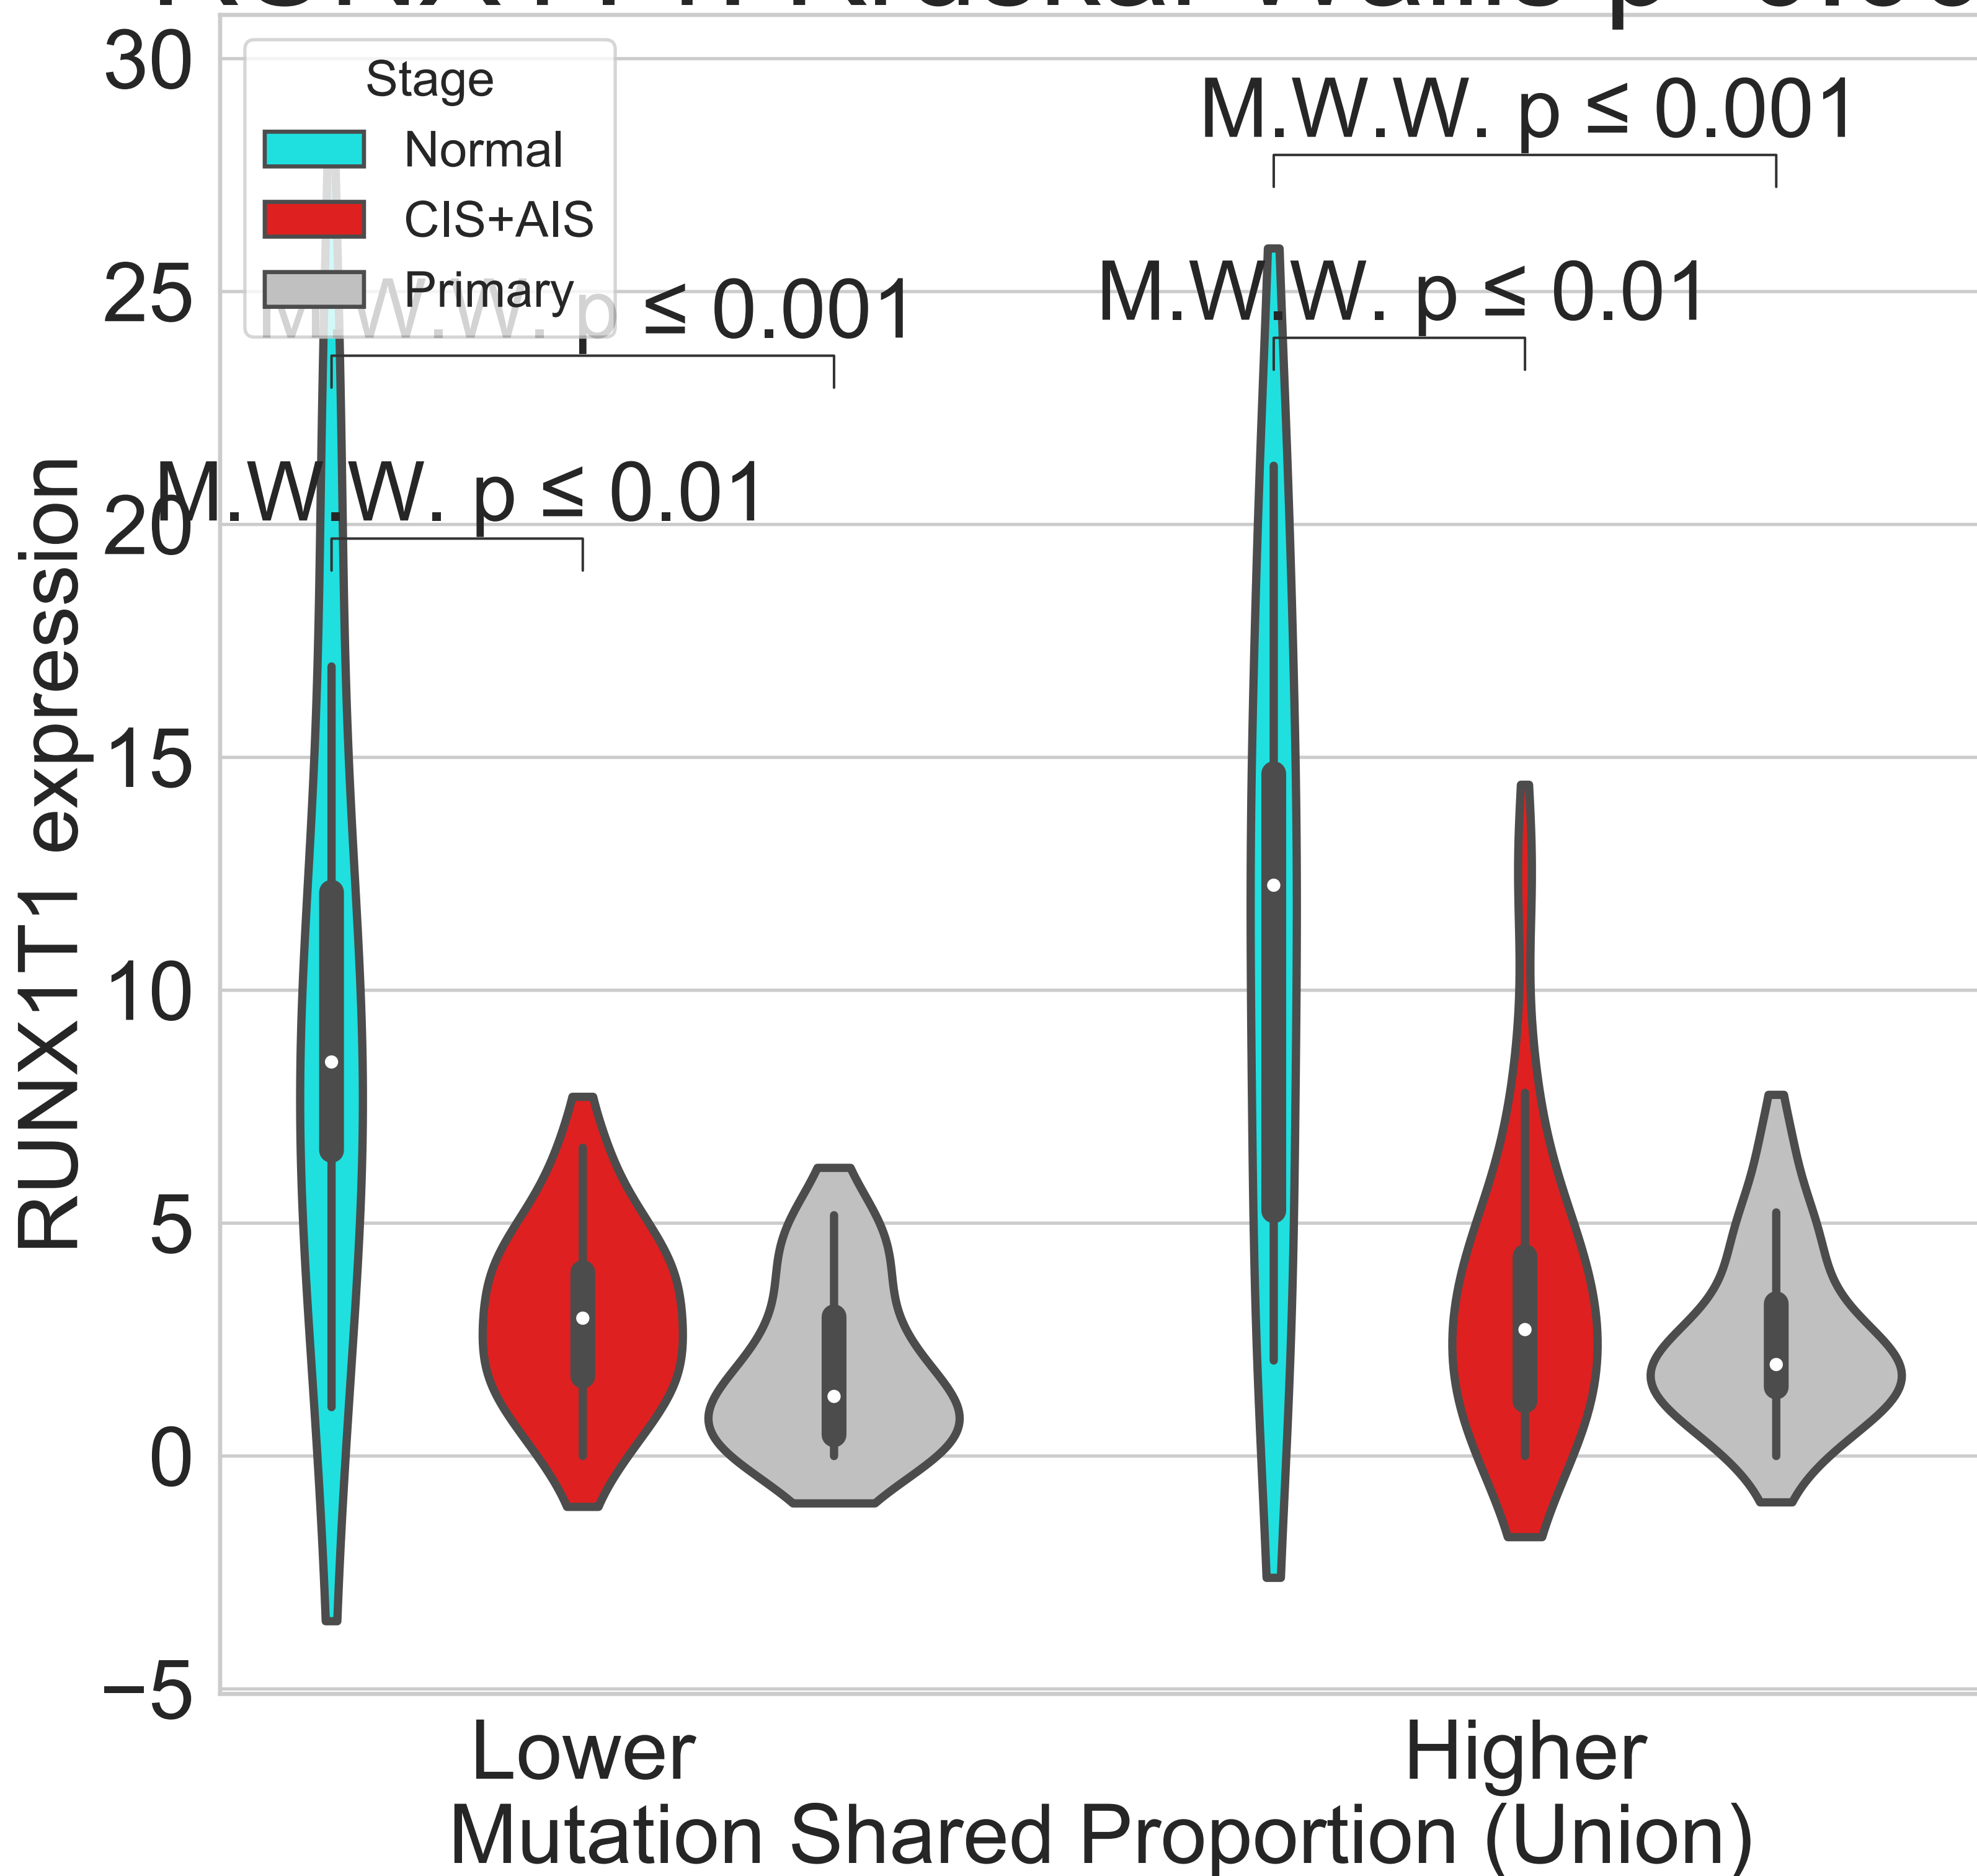 30
25
20
15
10
5
0
−5
RUNX1T1 expression
Stage
Normal
CIS+AIS
Primary
M.W.W. p ≤ 0.001
M.W.W. p ≤ 0.01
M.W.W. p ≤ 0.001
M.W.W. p ≤ 0.01
Lower
Higher
Mutation Shared Proportion (Union)